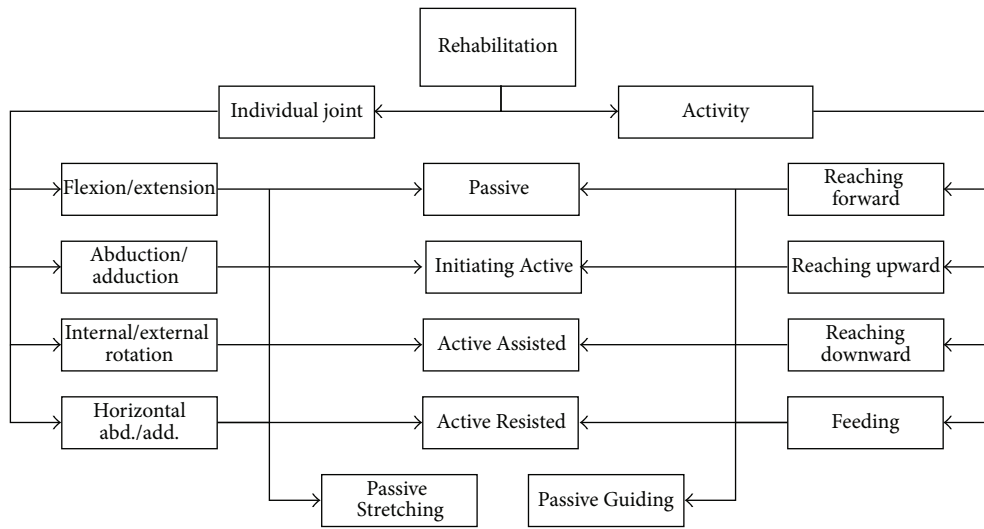 Rehabilitation
Individual joint
Activity
Flexion/extension
Passive
Reaching
forward
Abduction/
adduction
Initiating Active
Reaching upward
Internal/external
rotation
Active Assisted
Reaching
downward
Horizontal
abd./add.
Active Resisted
Feeding
Passive
Stretching
Passive Guiding